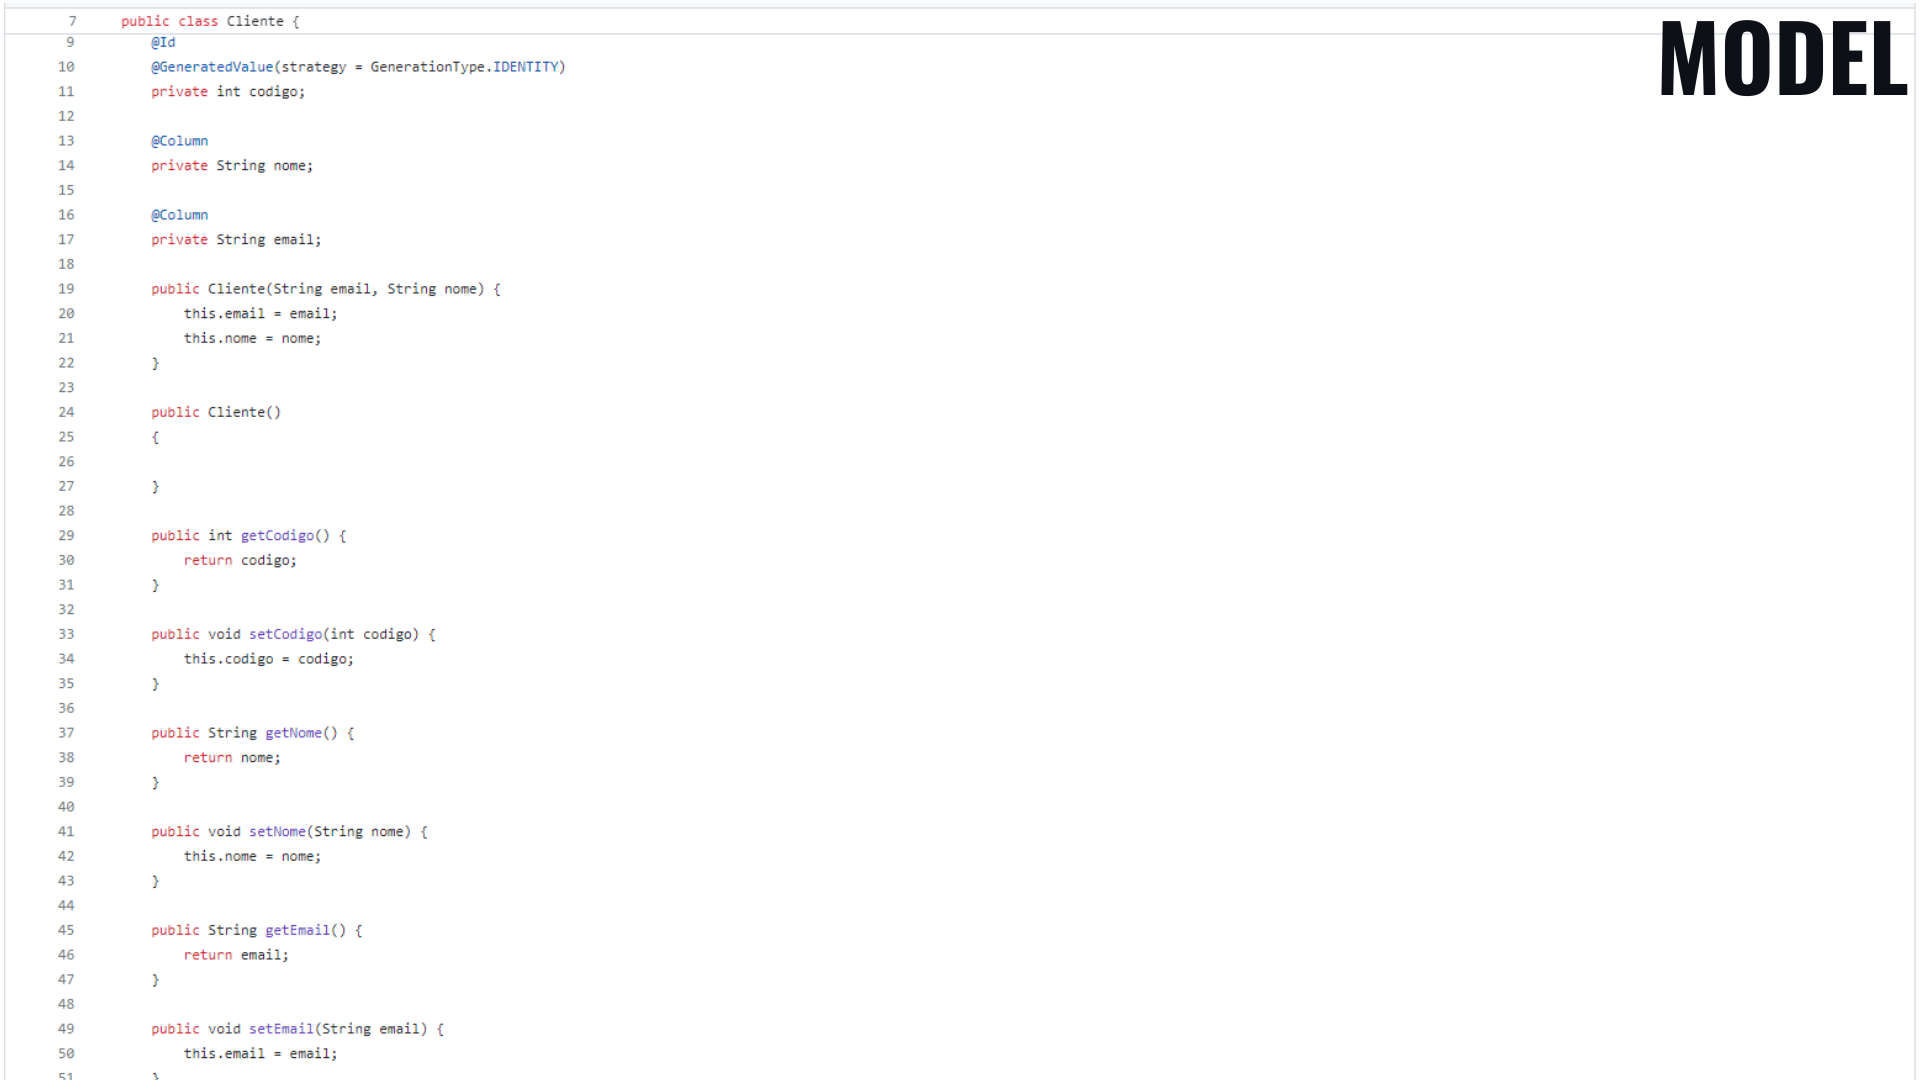 7 public class Cliente {
MODEL
9 @Id
10 @GeneratedValue(strategy = GenerationType.IDENTITY)
11 private int codigo;
12
13 @Column
14 private String nome;
15
16 @Column
17 private String email;
18
19 public Cliente(String email, String nome) {
20 this.email = email;
21 this.nome = nome;
22 }
23
24 public Cliente()
25 {
26
27 }
28
29 public int getCodigo() {
30 return codigo;
31 }
32
33 public void setCodigo(int codigo) {
34 this.codigo = codigo;
35 }
36
37 public String getNome() {
38 return nome;
39 }
40
41 public void setNome(String nome) {
42 this.nome = nome;
43 }
44
45 public String getEmail() {
46 return email;
47 }
48
49 public void setEmail(String email) {
50 this.email = email;
51 }